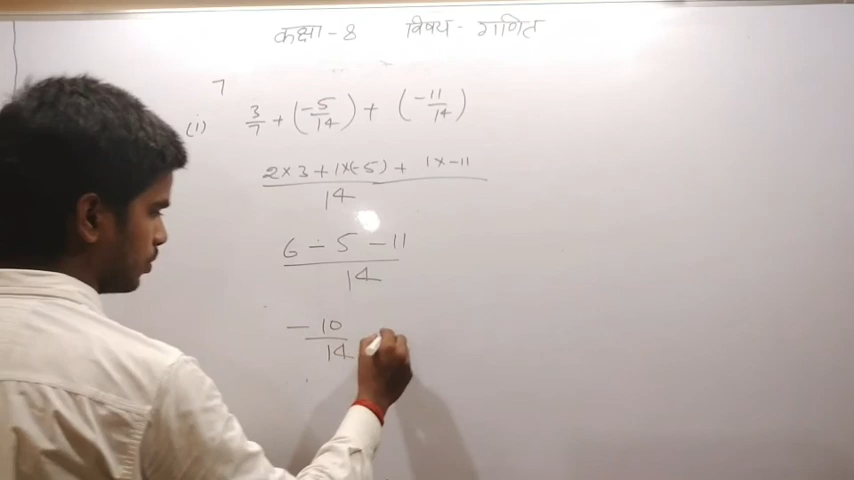 कक्षा - 8 विषय - गणित
7
(i) 3/7 + (-5/14) + (-11/14)
2×3 + 1×(-5) + 1×-11
14
6 - 5 - 11
14
- 10
14